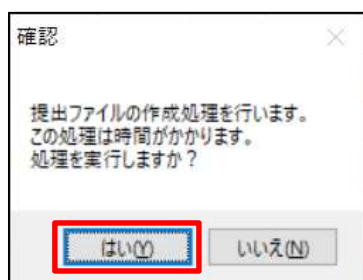 確認
提出ファイルの作成処理を行います。
この処理は時間がかかります。
処理を実行しますか？
はい(Y)
いいえ(N)